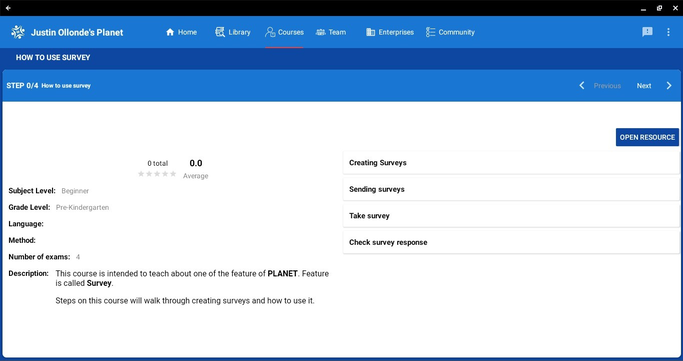 Justin Ollonde's Planet
Home
Library
Courses
Team
Enterprises
Community
HOW TO USE SURVEY
STEP 0/4 How to use survey
Previous
Next
OPEN RESOURCE
0 total
0.0
Average
Subject Level: Beginner
Grade Level: Pre-Kindergarten
Language:
Method:
Number of exams: 4
Description: This course is intended to teach about one of the feature of PLANET. Feature
is called Survey.
Steps on this course will walk through creating surveys and how to use it.
Creating Surveys
Sending surveys
Take survey
Check survey response